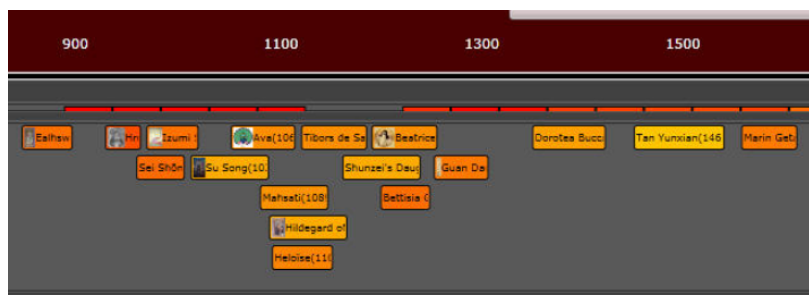 900 1100 1300 1500
Ealhsw Hr Izumi S Ava(106 Tibors de Sa Beatrice Dorotea Bucc Tan Yunxian(146 Marin Get
Sei Shōn Su Song(10 Shunzei's Daug Guan Da
Mahsati(108 Bettisia G
Hildegard of
Heloise(110